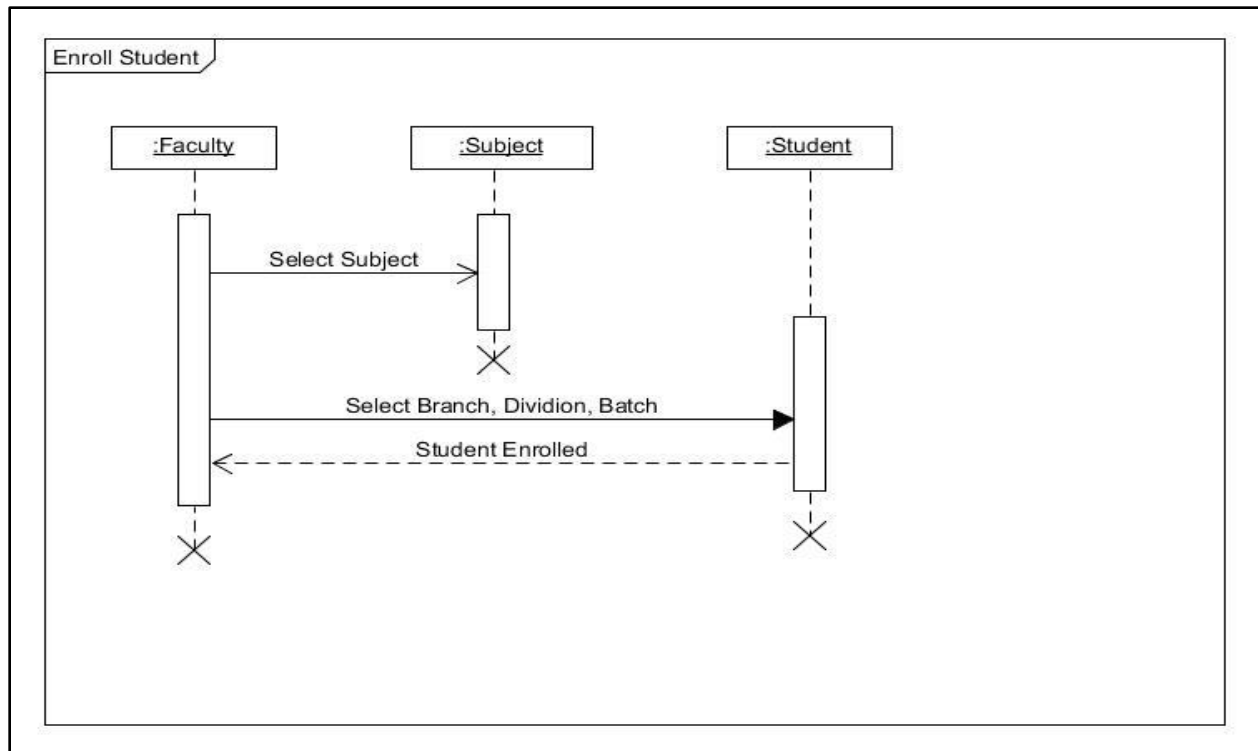 Enroll Student
:Faculty
:Subject
:Student
Select Subject
Select Branch, Dividion, Batch
Student Enrolled